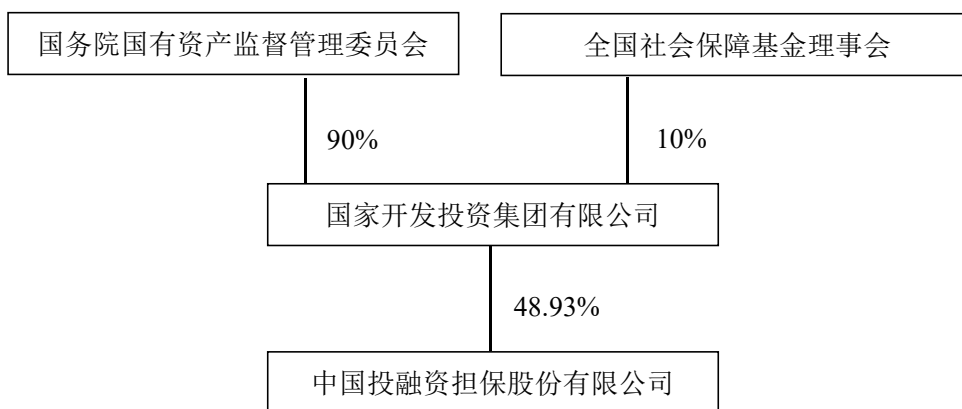 国务院国有资产监督管理委员会
全国社会保障基金理事会
90%
10%
国家开发投资集团有限公司
48.93%
中国投融资担保股份有限公司